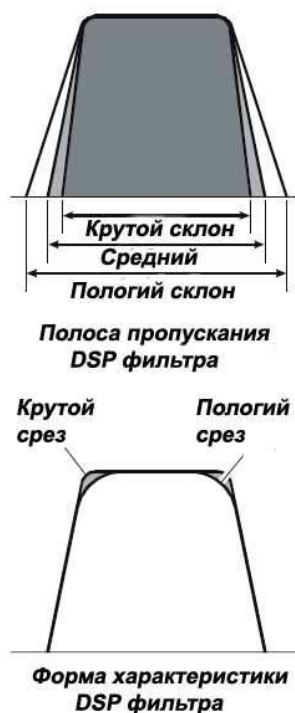 Крутой склон
Средний
Пологий склон
Полоса пропускания
DSP фильтра
Крутой
срез
Пологий
срез
Форма характеристики
DSP фильтра